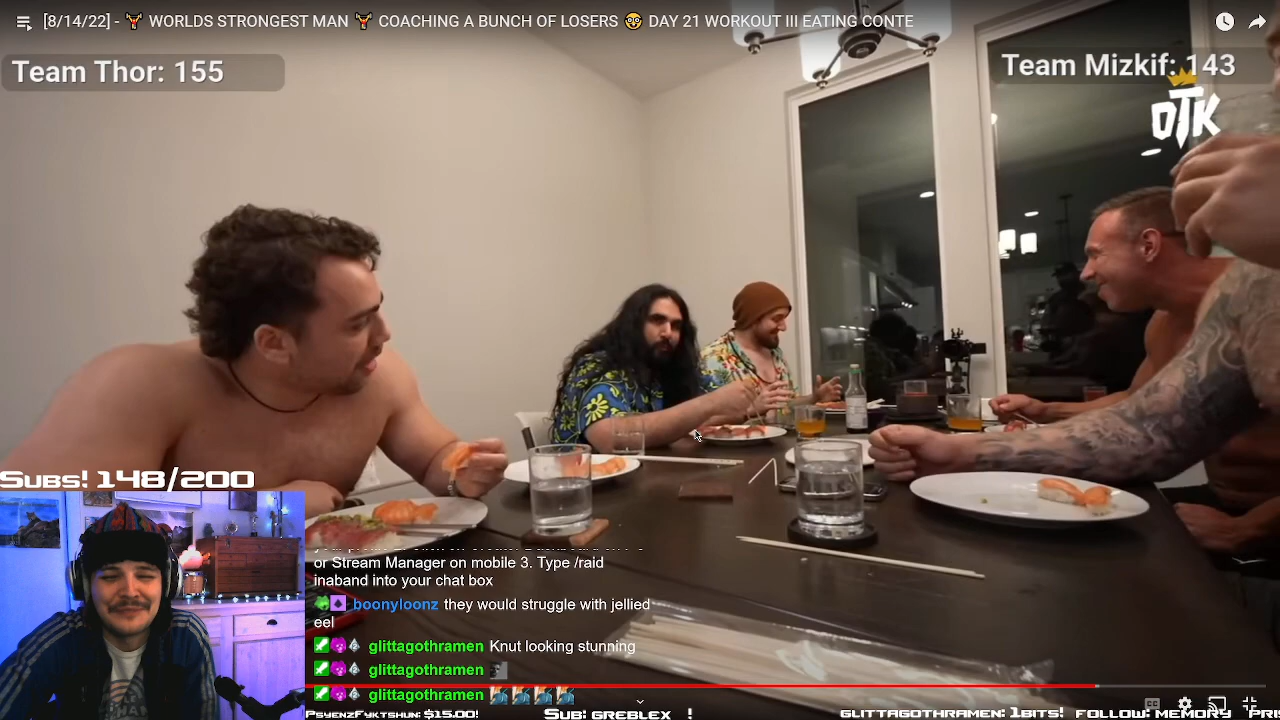 [8/14/22] - WORLDS STRONGEST MAN COACHING A BUNCH OF LOSERS DAY 21 WORKOUT III EATING CONTE
Team Thor: 155
Team Mizkif: 143
OTK
SUBS! 148/200
or Stream Manager on mobile 3. Type /raid
inaband into your chat box
boonyloonz they would struggle with jellied
eel
glittagothramen Knut looking stunning
glittagothramen
glittagothramen
PsyenzFyktshun: $15.00! SUB: GREBLEX ! GLITTAGOTHRAMEN: 1BITS! FOLLOW: MEMORY PRI